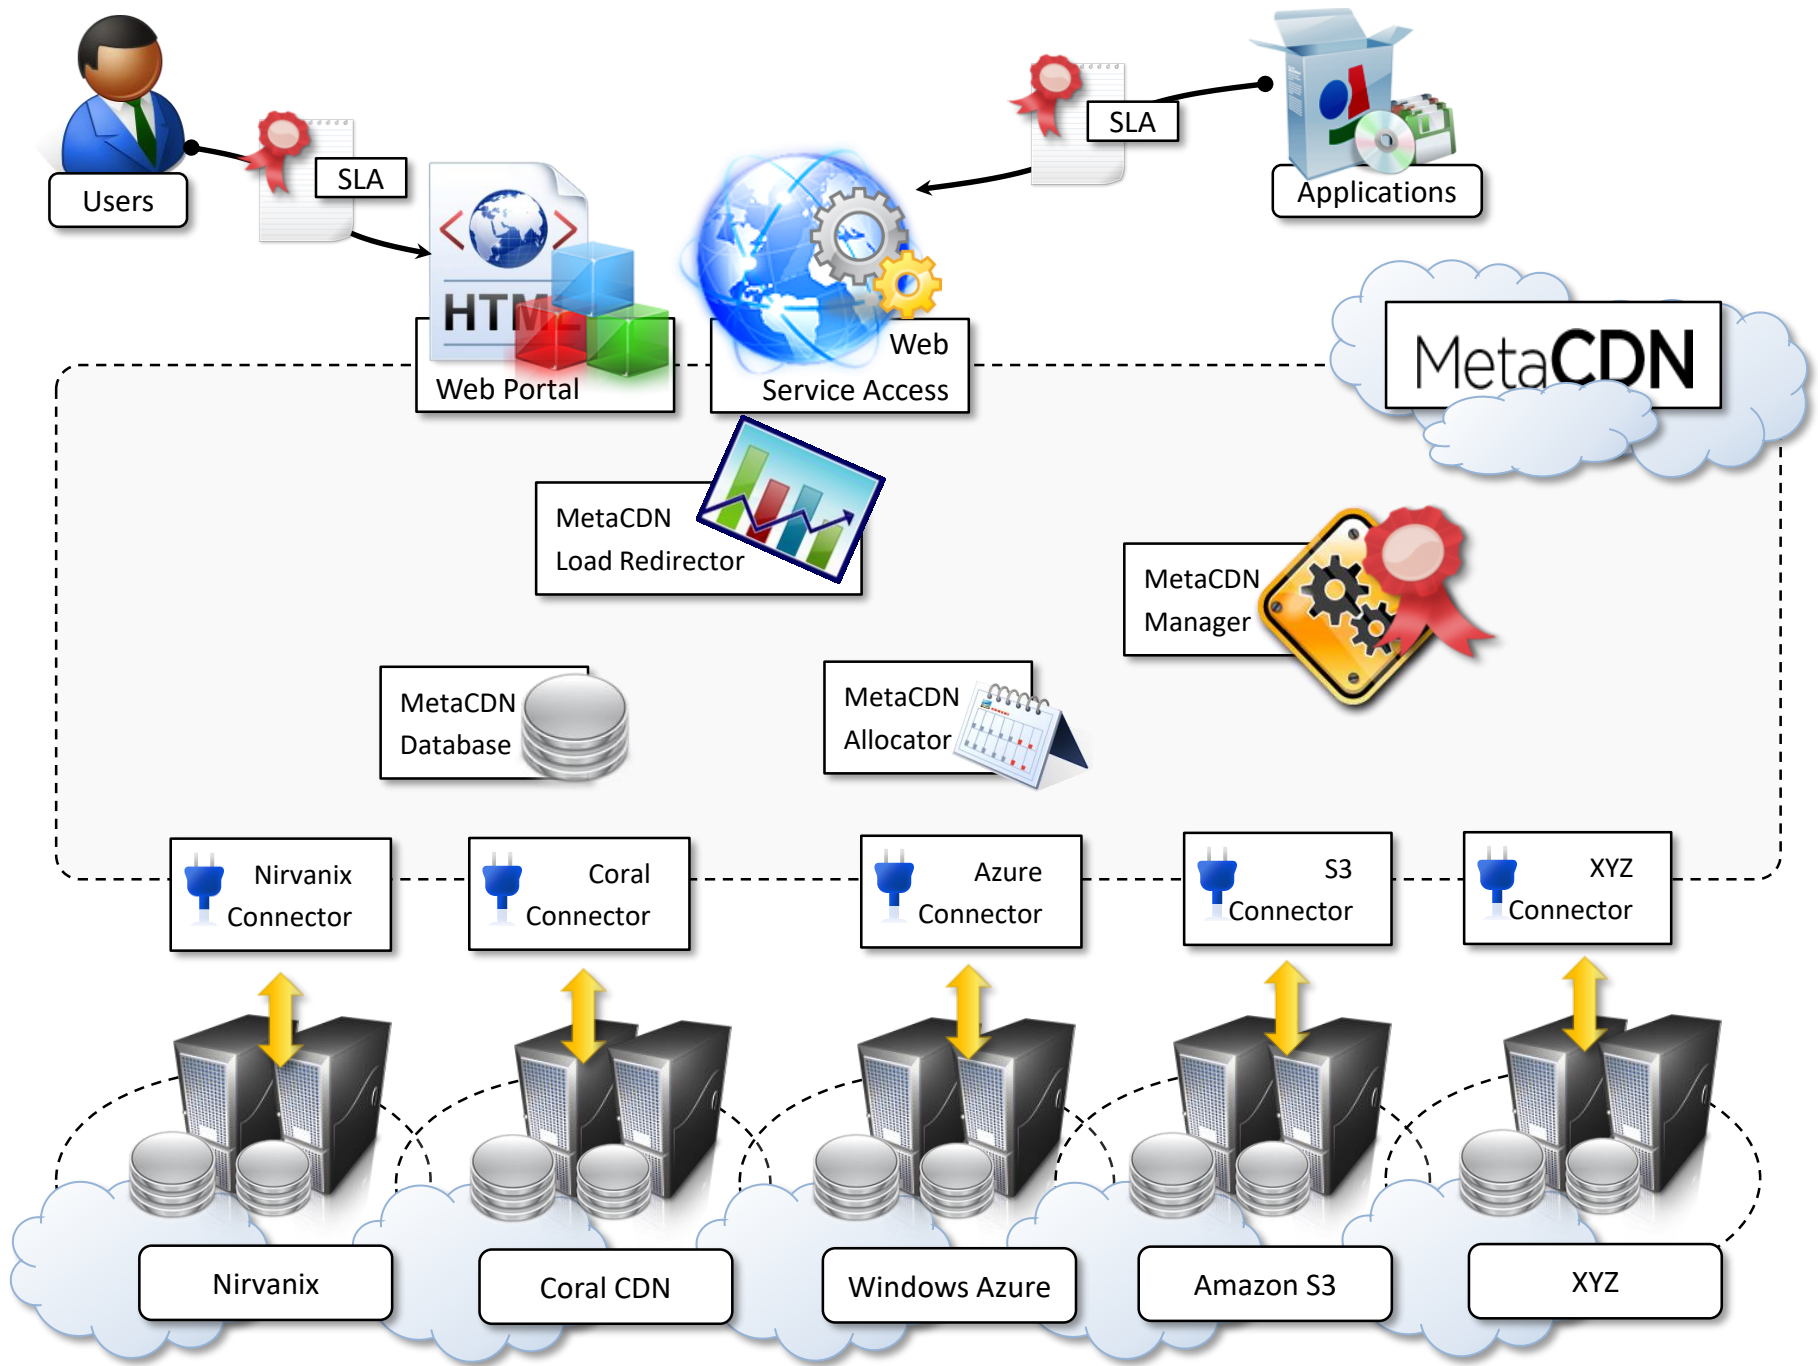 Users
SLA
SLA
Applications
HTML
Web Portal
Web
Service Access
MetaCDN
MetaCDN
Load Redirector
MetaCDN
Manager
MetaCDN
Database
MetaCDN
Allocator
Nirvanix
Connector
Coral
Connector
Azure
Connector
S3
Connector
XYZ
Connector
Nirvanix
Coral CDN
Windows Azure
Amazon S3
XYZ